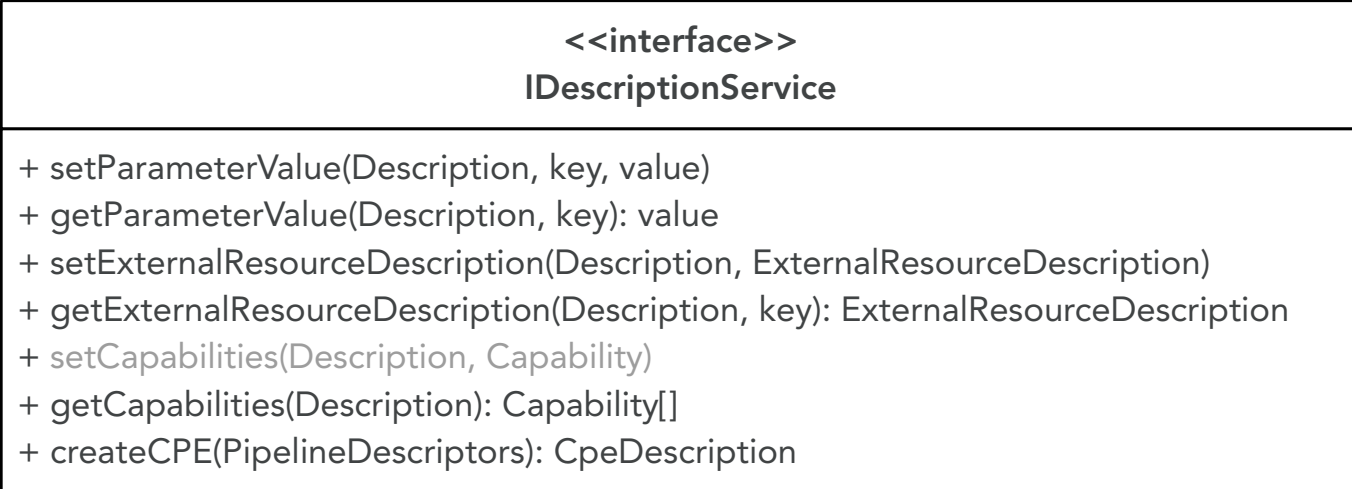 <<interface>>
IDescriptionService
+ setParameterValue(Description, key, value)
+ getParameterValue(Description, key): value
+ setExternalResourceDescription(Description, ExternalResourceDescription)
+ getExternalResourceDescription(Description, key): ExternalResourceDescription
+ setCapabilities(Description, Capability)
+ getCapabilities(Description): Capability[]
+ createCPE(PipelineDescriptors): CpeDescription